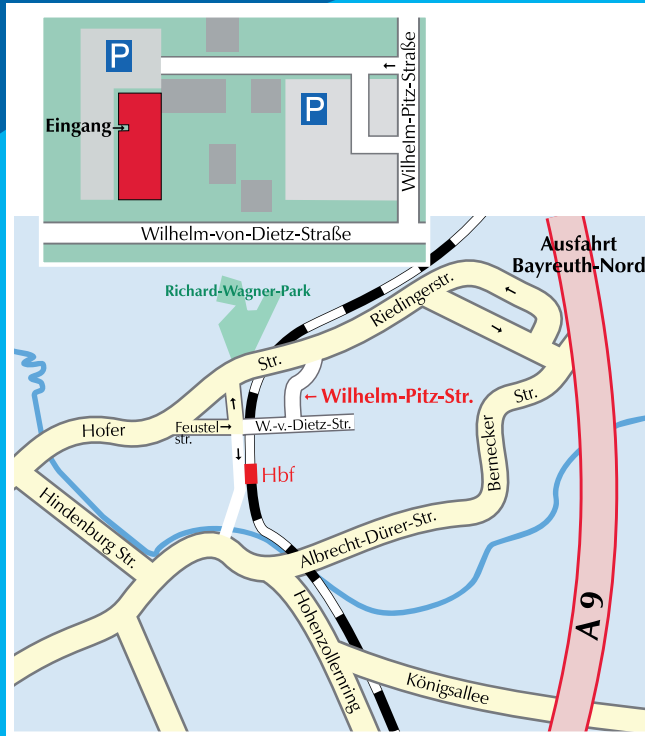 P
P
Eingang
Wilhelm-Pitz-Straße
Wilhelm-von-Dietz-Straße
Ausfahrt
Bayreuth-Nord
Richard-Wagner-Park
Riedingerstr.
Str.
Wilhelm-Pitz-Str.
Str.
Hofer
Feustel
str.
W.-v.-Dietz-Str.
Bernecker
Hbf
Hindenburg Str.
Albrecht-Dürer-Str.
A 9
Hohenzollernring
Königsallee